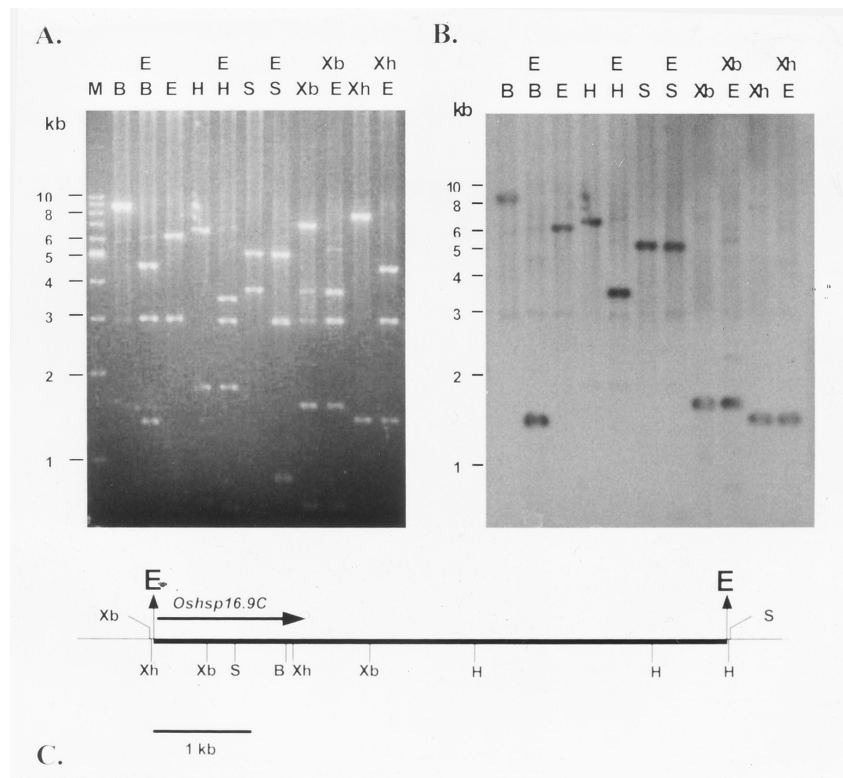 A.
E E E Xb Xh
M B B E H H S S Xb E Xh E
kb
10
8
6
5
4
3
2
1
B.
E E E Xb Xh
B B E H H S S Xb E Xh E
kb
10
8
6
5
4
3
2
1
E E
Oshsp16.9C
Xb S
Xh Xb S B Xh Xb H H H
1 kb
C.